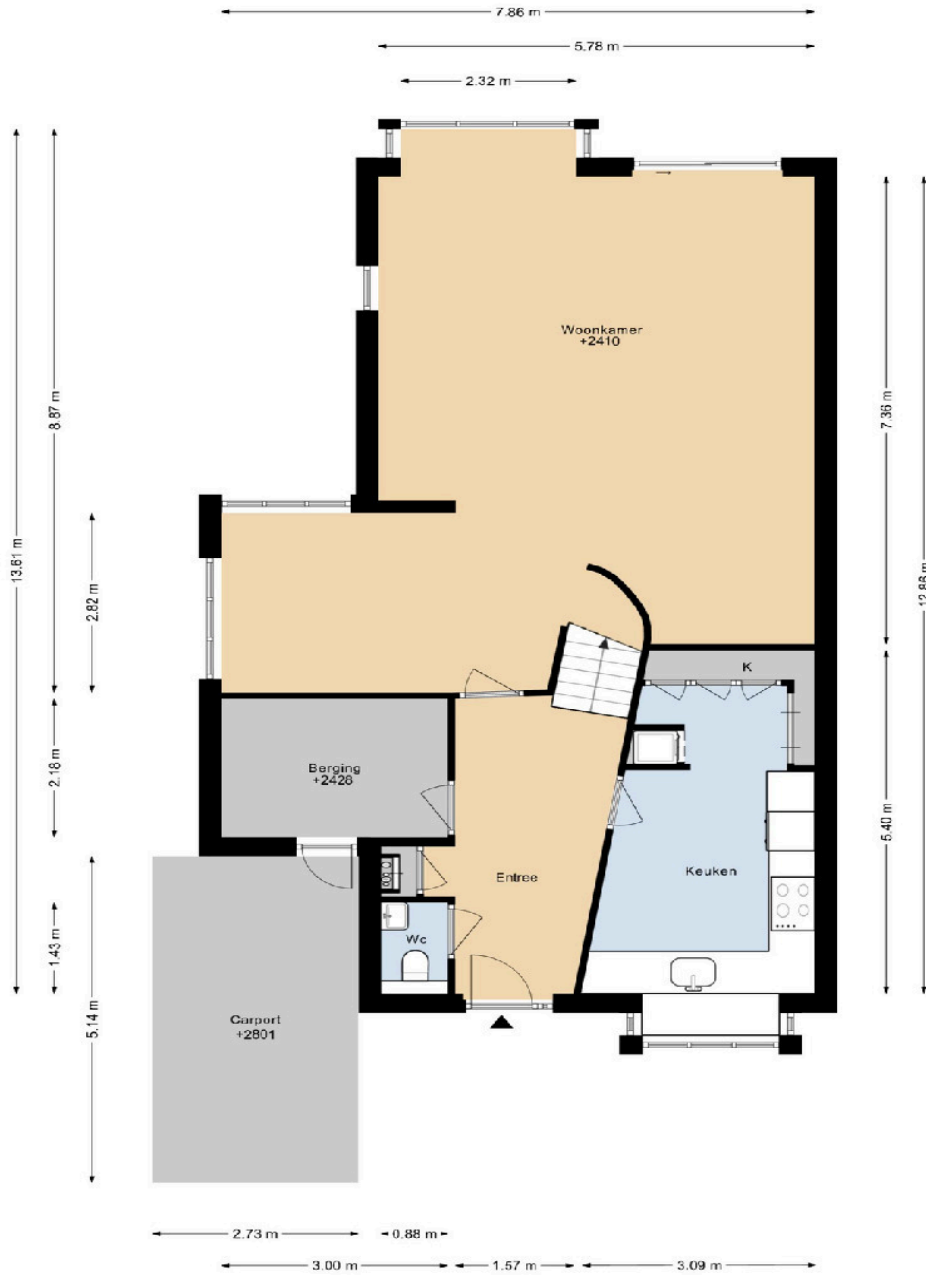 7.86 m
5.78 m
2.32 m
Woonkamer
+2410
8.87 m
7.36 m
13.61 m
12.86 m
2.82 m
K
2.18 m
Berging
+2428
5.40 m
Keuken
Entree
Wc
1.43 m
Carport
+2801
5.14 m
2.73 m
0.88 m
3.00 m
1.57 m
3.09 m